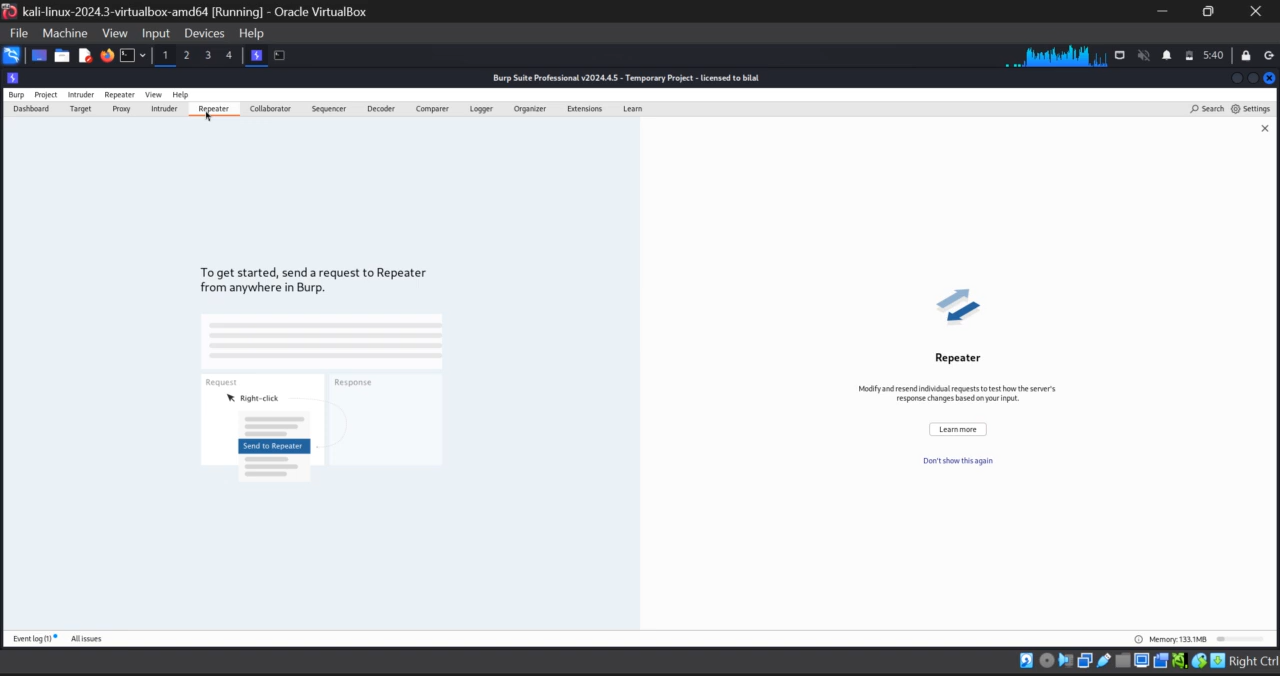 kali-linux-2024.3-virtualbox-amd64 [Running] - Oracle VirtualBox
File Machine View Input Devices Help
1 2 3 4 5:40
Burp Suite Professional v2024.4.5 - Temporary Project - licensed to bilal
Burp Project Intruder Repeater View Help
Dashboard Target Proxy Intruder Repeater Collaborator Sequencer Decoder Comparer Logger Organizer Extensions Learn Search Settings
To get started, send a request to Repeater
from anywhere in Burp.
Request Response
Right-click
Send to Repeater
Repeater
Modify and resend individual requests to test how the server's
response changes based on your input.
Learn more
Don't show this again
Event log (1) All issues Memory: 133.1MB
Right Ctrl